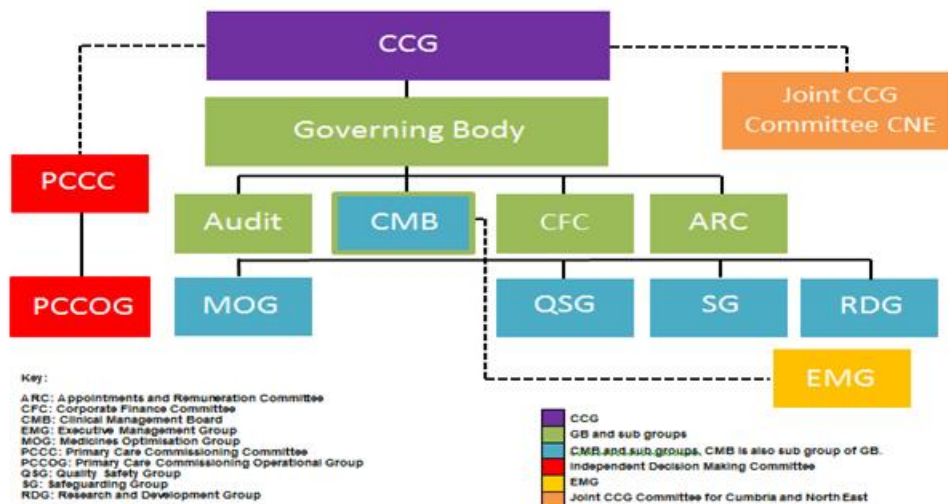 CCG
Joint CCG
Committee CNE
Governing Body
PCCC
Audit
CMB
CFC
ARC
PCCOG
MOG
QSG
SG
RDG
EMG
Key:
ARC: Appointments and Remuneration Committee
CFC: Corporate Finance Committee
CMB: Clinical Management Board
EMG: Executive Management Group
MOG: Medicines Optimisation Group
PCCC: Primary Care Commissioning Committee
PCCOG: Primary Care Commissioning Operational Group
QSG: Quality Safety Group
SG: Safeguarding Group
RDG: Research and Development Group
CCG
GB and sub groups
CMB and sub groups. CMB is also sub group of GB.
Independent Decision Making Committee
EMG
Joint CCG Committee for Cumbria and North East